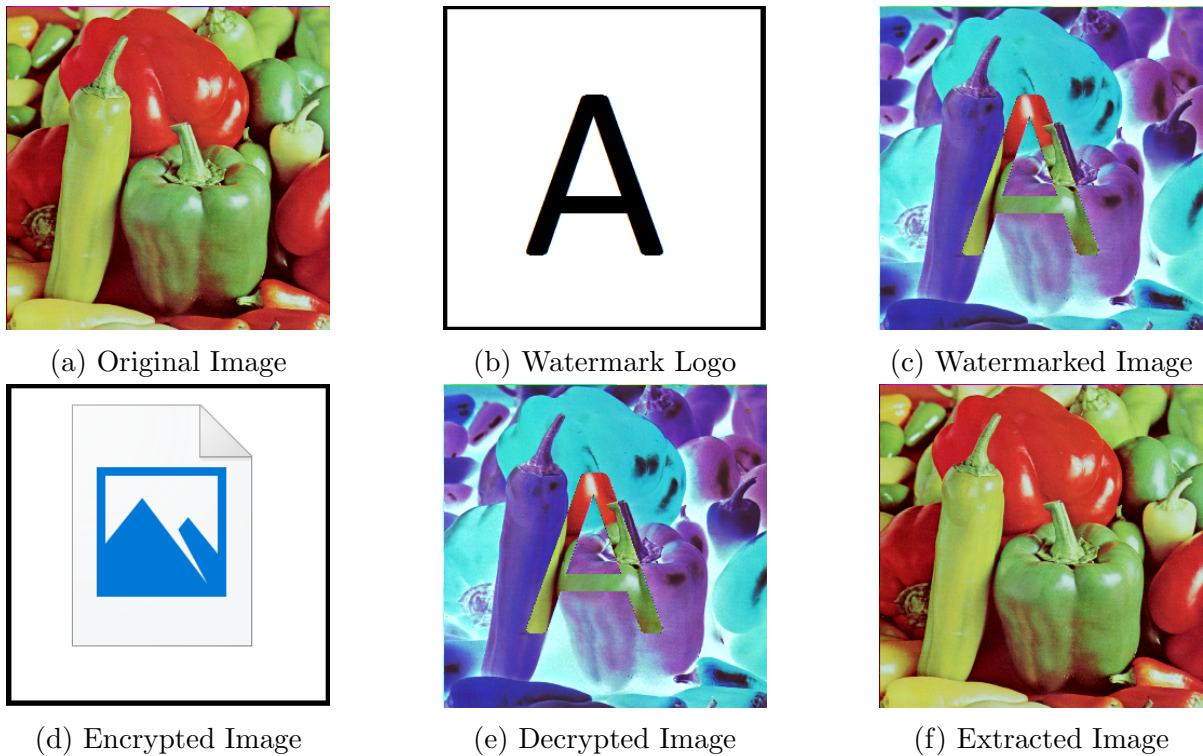 A
(a) Original Image
(b) Watermark Logo
(c) Watermarked Image
A
A
(d) Encrypted Image
(e) Decrypted Image
(f) Extracted Image